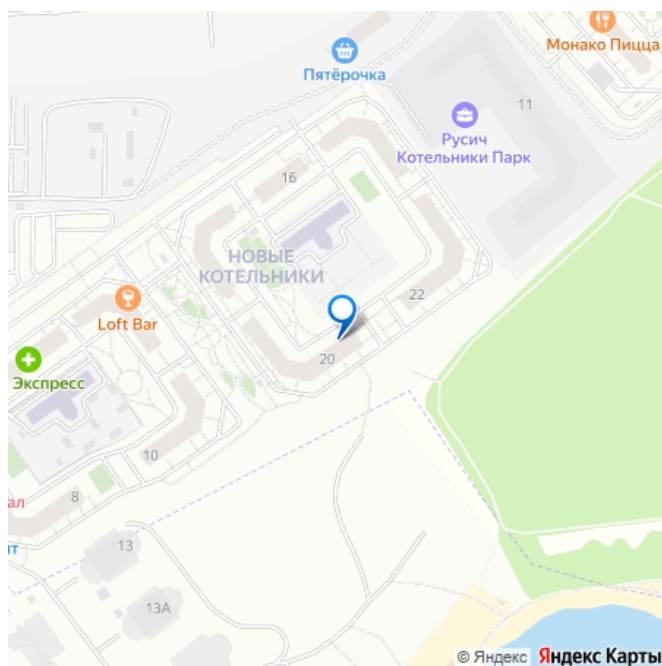 Монако Пицца
Пятёрочка
11
Русич
Котельники Парк
16
НОВЫЕ
КОТЕЛЬНИКИ
22
Loft Bar
20
Экспресс
10
8
ал
ит
13
13А
© Яндекс Яндекс Карты